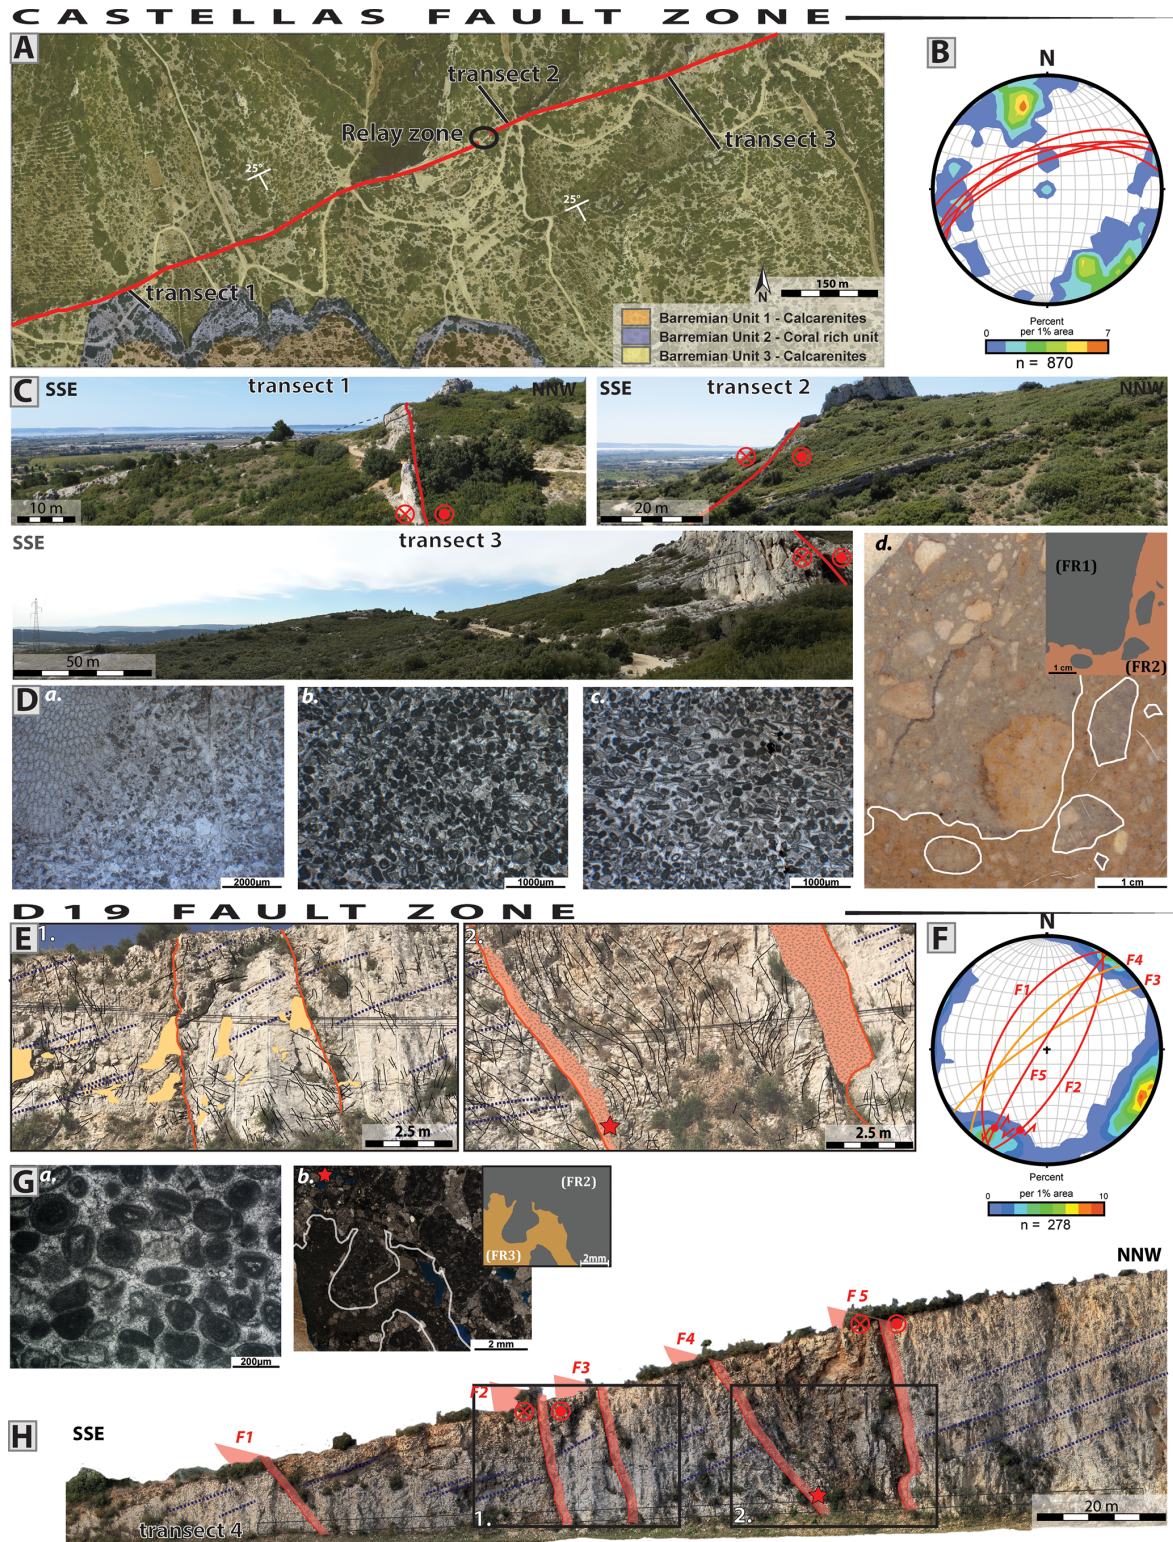 CASTELLAS FAULT ZONE
A
transect 2
Relay zone
transect 3
25°
25°
transect 1
N
150 m
Barremian Unit 1 - Calcarenites
Barremian Unit 2 - Coral rich unit
Barremian Unit 3 - Calcarenites
B
N
Percent
0 per 1% area 7
n = 870
C
SSE transect 1 NNW
10 m
SSE transect 2 NNW
20 m
SSE transect 3
50 m
d.
(FR1)
(FR2)
1 cm
1 cm
D
a.
2000µm
b.
1000µm
c.
1000µm
D19 FAULT ZONE
E
1.
2.5 m
2.
2.5 m
F
N
F4
F3
F1
F5
F2
Percent
0 per 1% area 10
n = 278
G
a.
200µm
b.
(FR2)
(FR3)
2mm
2 mm
H
SSE
NNW
F1
F2
F3
F4
F 5
transect 4
1.
2.
20 m